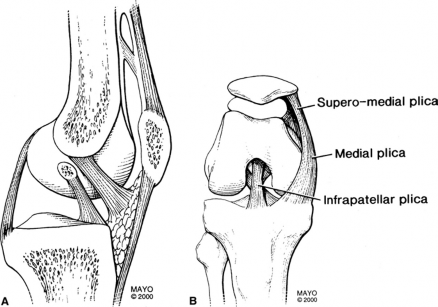 Supero-medial plica
Medial plica
Infrapatellar plica
A
MAYO
© 2000
B
MAYO
© 2000